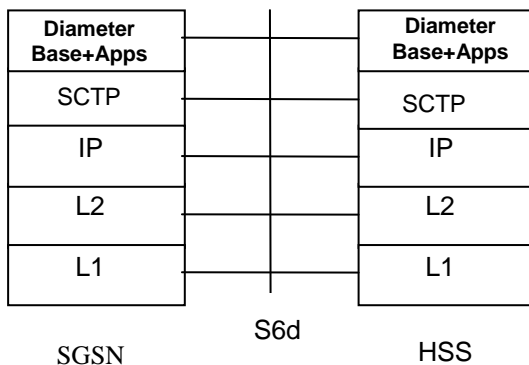 Diameter
Base+Apps
SCTP
IP
L2
L1
SGSN
S6d
Diameter
Base+Apps
SCTP
IP
L2
L1
HSS